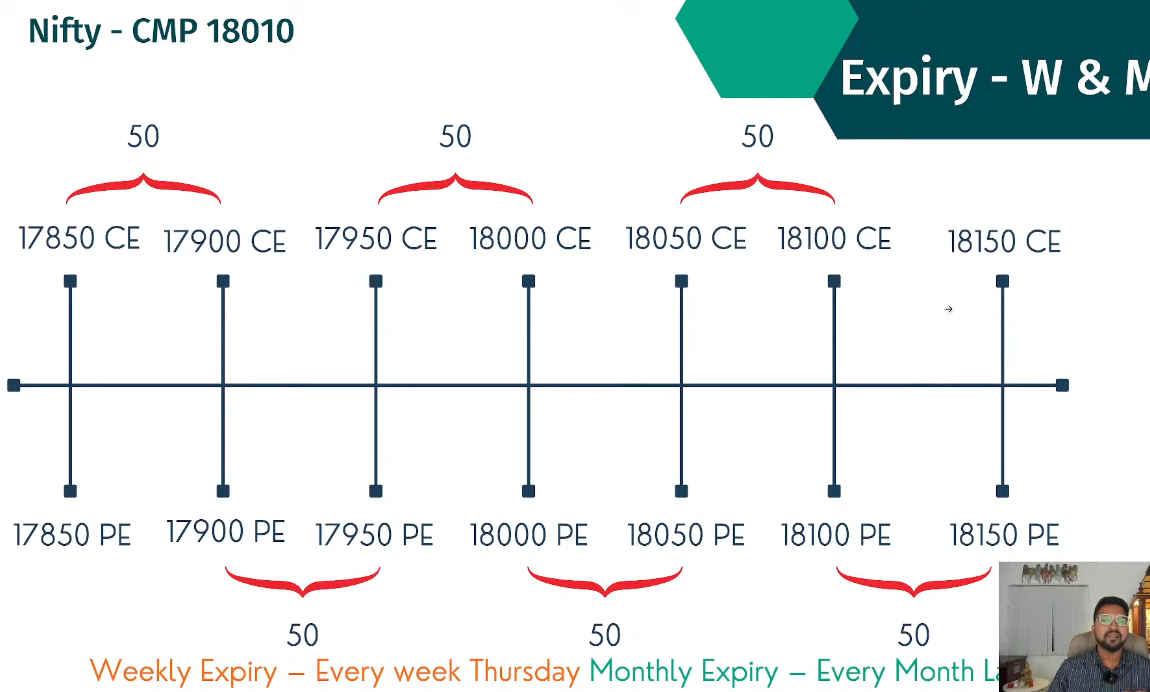 Nifty - CMP 18010
Expiry - W & M
50 50 50
17850 CE 17900 CE 17950 CE 18000 CE 18050 CE 18100 CE 18150 CE
17850 PE 17900 PE 17950 PE 18000 PE 18050 PE 18100 PE 18150 PE
50 50 50
Weekly Expiry – Every week Thursday Monthly Expiry – Every Month La